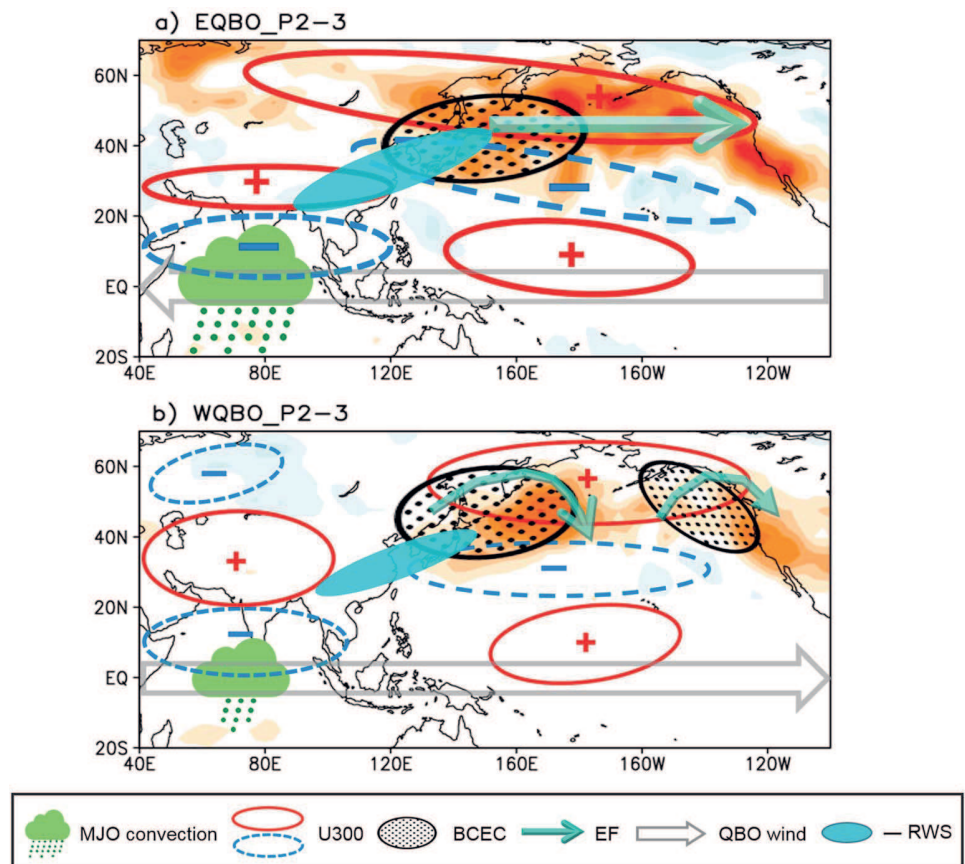 a) EQBO_P2-3
60N
40N
20N
EQ
20S
40E 80E 120E 160E 160W 120W
b) WQBO_P2-3
60N
40N
20N
EQ
20S
40E 80E 120E 160E 160W 120W
MJO convection U300 BCEC EF QBO wind — RWS